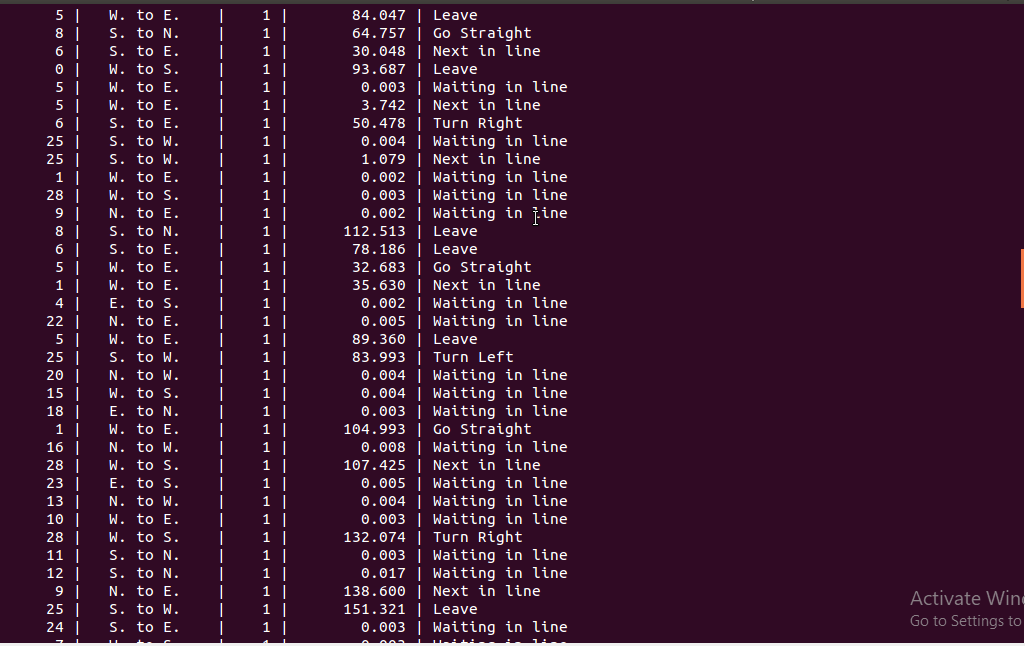 5 | W. to E. | 1 | 84.047 | Leave
8 | S. to N. | 1 | 64.757 | Go Straight
6 | S. to E. | 1 | 30.048 | Next in line
0 | W. to S. | 1 | 93.687 | Leave
5 | W. to E. | 1 | 0.003 | Waiting in line
5 | W. to E. | 1 | 3.742 | Next in line
6 | S. to E. | 1 | 50.478 | Turn Right
25 | S. to W. | 1 | 0.004 | Waiting in line
25 | S. to W. | 1 | 1.079 | Next in line
1 | W. to E. | 1 | 0.002 | Waiting in line
28 | W. to S. | 1 | 0.003 | Waiting in line
9 | N. to E. | 1 | 0.002 | Waiting in line
8 | S. to N. | 1 | 112.513 | Leave
6 | S. to E. | 1 | 78.186 | Leave
5 | W. to E. | 1 | 32.683 | Go Straight
1 | W. to E. | 1 | 35.630 | Next in line
4 | E. to S. | 1 | 0.002 | Waiting in line
22 | N. to E. | 1 | 0.005 | Waiting in line
5 | W. to E. | 1 | 89.360 | Leave
25 | S. to W. | 1 | 83.993 | Turn Left
20 | N. to W. | 1 | 0.004 | Waiting in line
15 | W. to S. | 1 | 0.004 | Waiting in line
18 | E. to N. | 1 | 0.003 | Waiting in line
1 | W. to E. | 1 | 104.993 | Go Straight
16 | N. to W. | 1 | 0.008 | Waiting in line
28 | W. to S. | 1 | 107.425 | Next in line
23 | E. to S. | 1 | 0.005 | Waiting in line
13 | N. to W. | 1 | 0.004 | Waiting in line
10 | W. to E. | 1 | 0.003 | Waiting in line
28 | W. to S. | 1 | 132.074 | Turn Right
11 | S. to N. | 1 | 0.003 | Waiting in line
12 | S. to N. | 1 | 0.017 | Waiting in line
9 | N. to E. | 1 | 138.600 | Next in line
25 | S. to W. | 1 | 151.321 | Leave
24 | S. to E. | 1 | 0.003 | Waiting in line
Activate Win
Go to Settings to